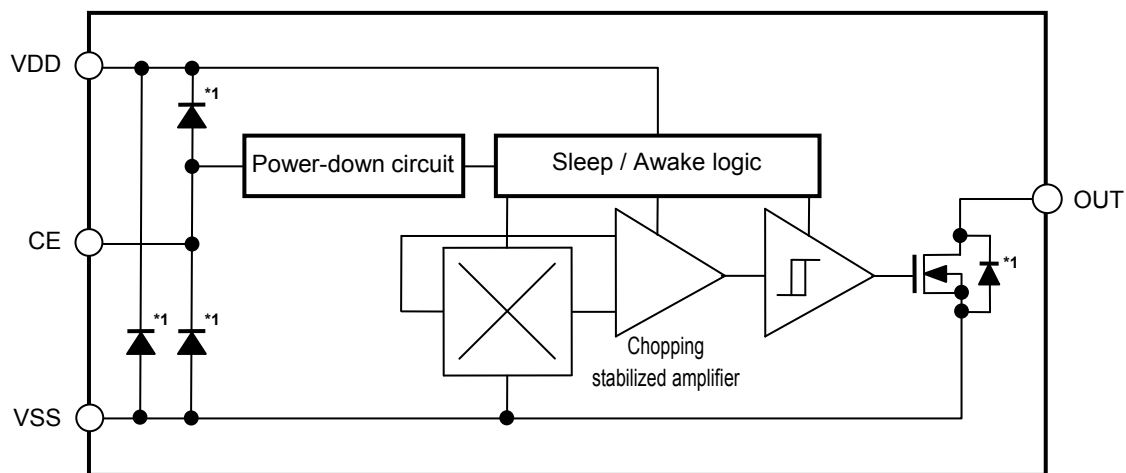 VDD
*1
Power-down circuit
Sleep / Awake logic
CE
OUT
*1
*1
*1
Chopping
stabilized amplifier
VSS